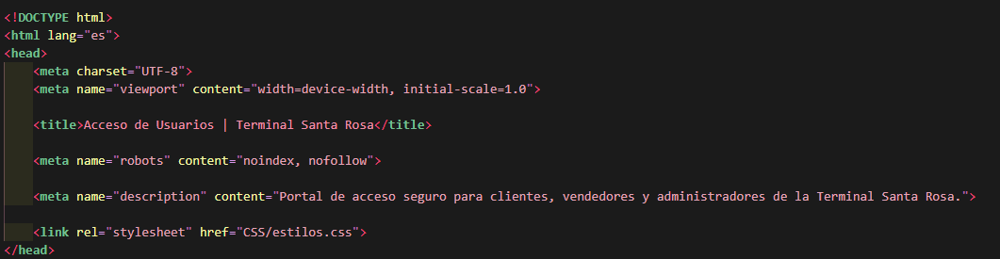 <!DOCTYPE html>
<html lang="es">
<head>
    <meta charset="UTF-8">
    <meta name="viewport" content="width=device-width, initial-scale=1.0">
    <title>Acceso de Usuarios | Terminal Santa Rosa</title>
    <meta name="robots" content="noindex, nofollow">
    <meta name="description" content="Portal de acceso seguro para clientes, vendedores y administradores de la Terminal Santa Rosa.">
    <link rel="stylesheet" href="CSS/estilos.css">
</head>